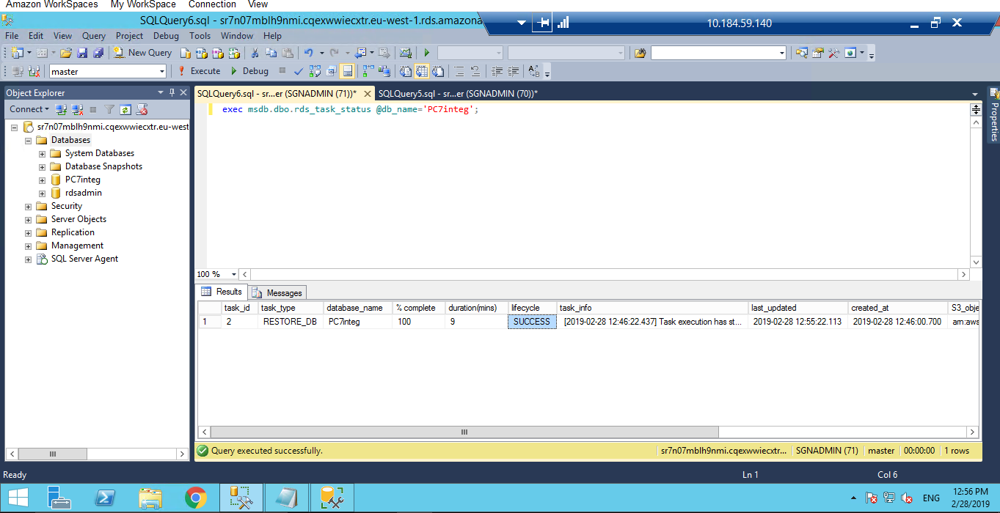 Amazon WorkSpaces My WorkSpace Connection View
SQLQuery6.sql - sr7n07mblh9nmi.cqexwwiecxtr.eu-west-1.rds.amazona
10.184.59.140
File Edit View Query Project Debug Tools Window Help
New Query
master Execute Debug
Object Explorer
SQLQuery6.sql - sr...er (SGNADMIN (71))* SQLQuery5.sql - sr...er (SGNADMIN (70))*
Connect
exec msdb.dbo.rds_task_status @db_name='PC7integ';
Properties
sr7n07mblh9nmi.cqexwwiecxtr.eu-west
Databases
System Databases
Database Snapshots
PC7integ
rdsadmin
Security
Server Objects
Replication
Management
SQL Server Agent
100 %
Results Messages
task_id task_type database_name % complete duration(mins) lifecycle task_info last_updated created_at S3_obje
1 2 RESTORE_DB PC7integ 100 9 SUCCESS [2019-02-28 12:46:22.437] Task execution has st... 2019-02-28 12:55:22.113 2019-02-28 12:46:00.700 arn:aws
Query executed successfully. sr7n07mblh9nmi.cqexwwiecxtr... SGNADMIN (71) master 00:00:00 1 rows
Ready Ln 1 Col 6
ENG 12:56 PM
2/28/2019